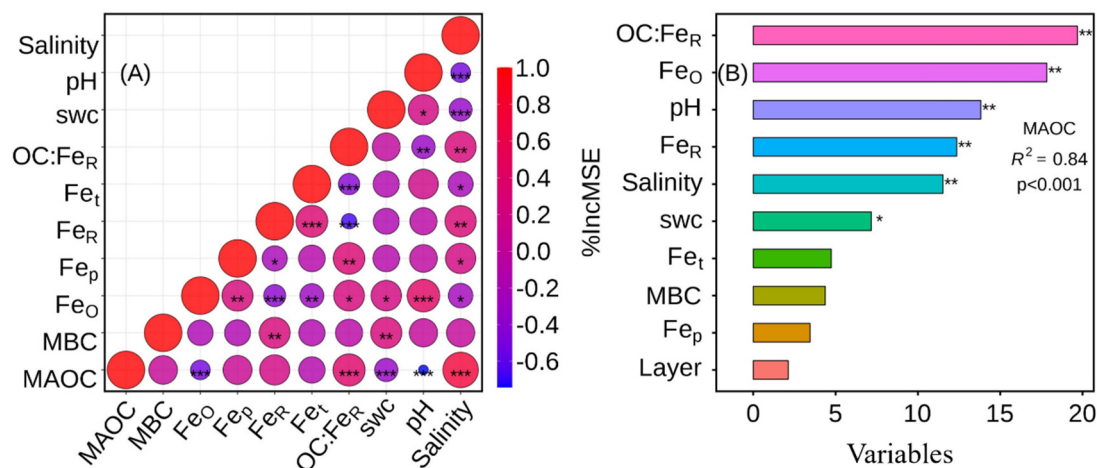 (A)
Salinity
pH
swc
OC:FeR
Fet
FeR
Fep
FeO
MBC
MAOC
***
* ***
** **
*** *
*** *** **
* ** *
** *** ** * * *** *
** **
*** *** *** *** ***
MAOC MBC FeO Fep FeR Fet OC:FeR swc pH Salinity
1.0
0.8
0.6
0.4
0.2
0.0
-0.2
-0.4
-0.6
(B)
%IncMSE
OC:FeR **
FeO **
pH **
FeR **
Salinity **
swc *
Fet
MBC
Fep
Layer
MAOC
R² = 0.84
p<0.001
0 5 10 15 20
Variables